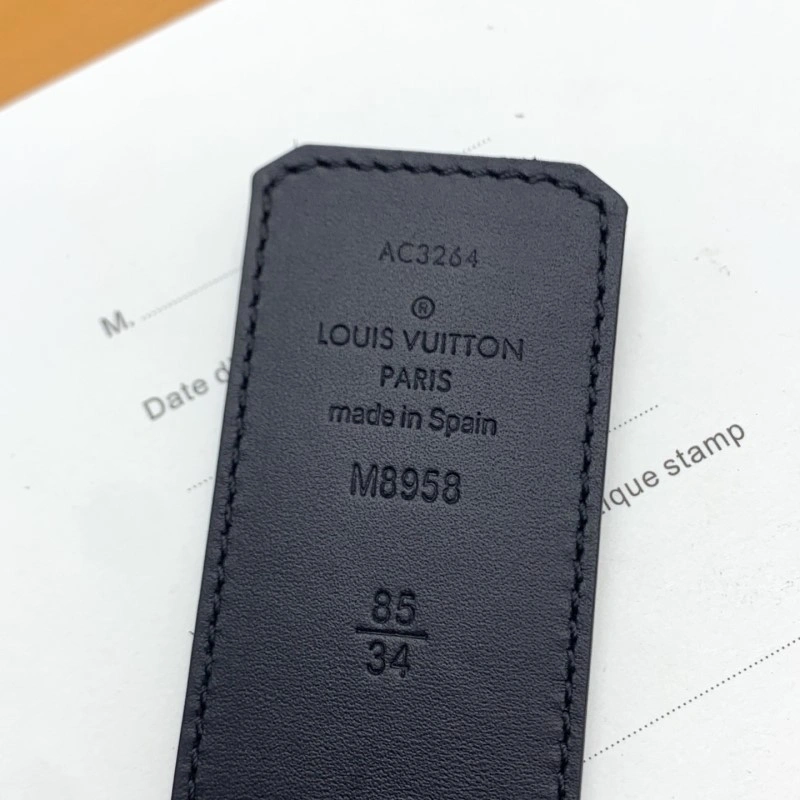 AC3264
®
LOUIS VUITTON
PARIS
made in Spain
M8958
85
34
M.
Date d
ique stamp